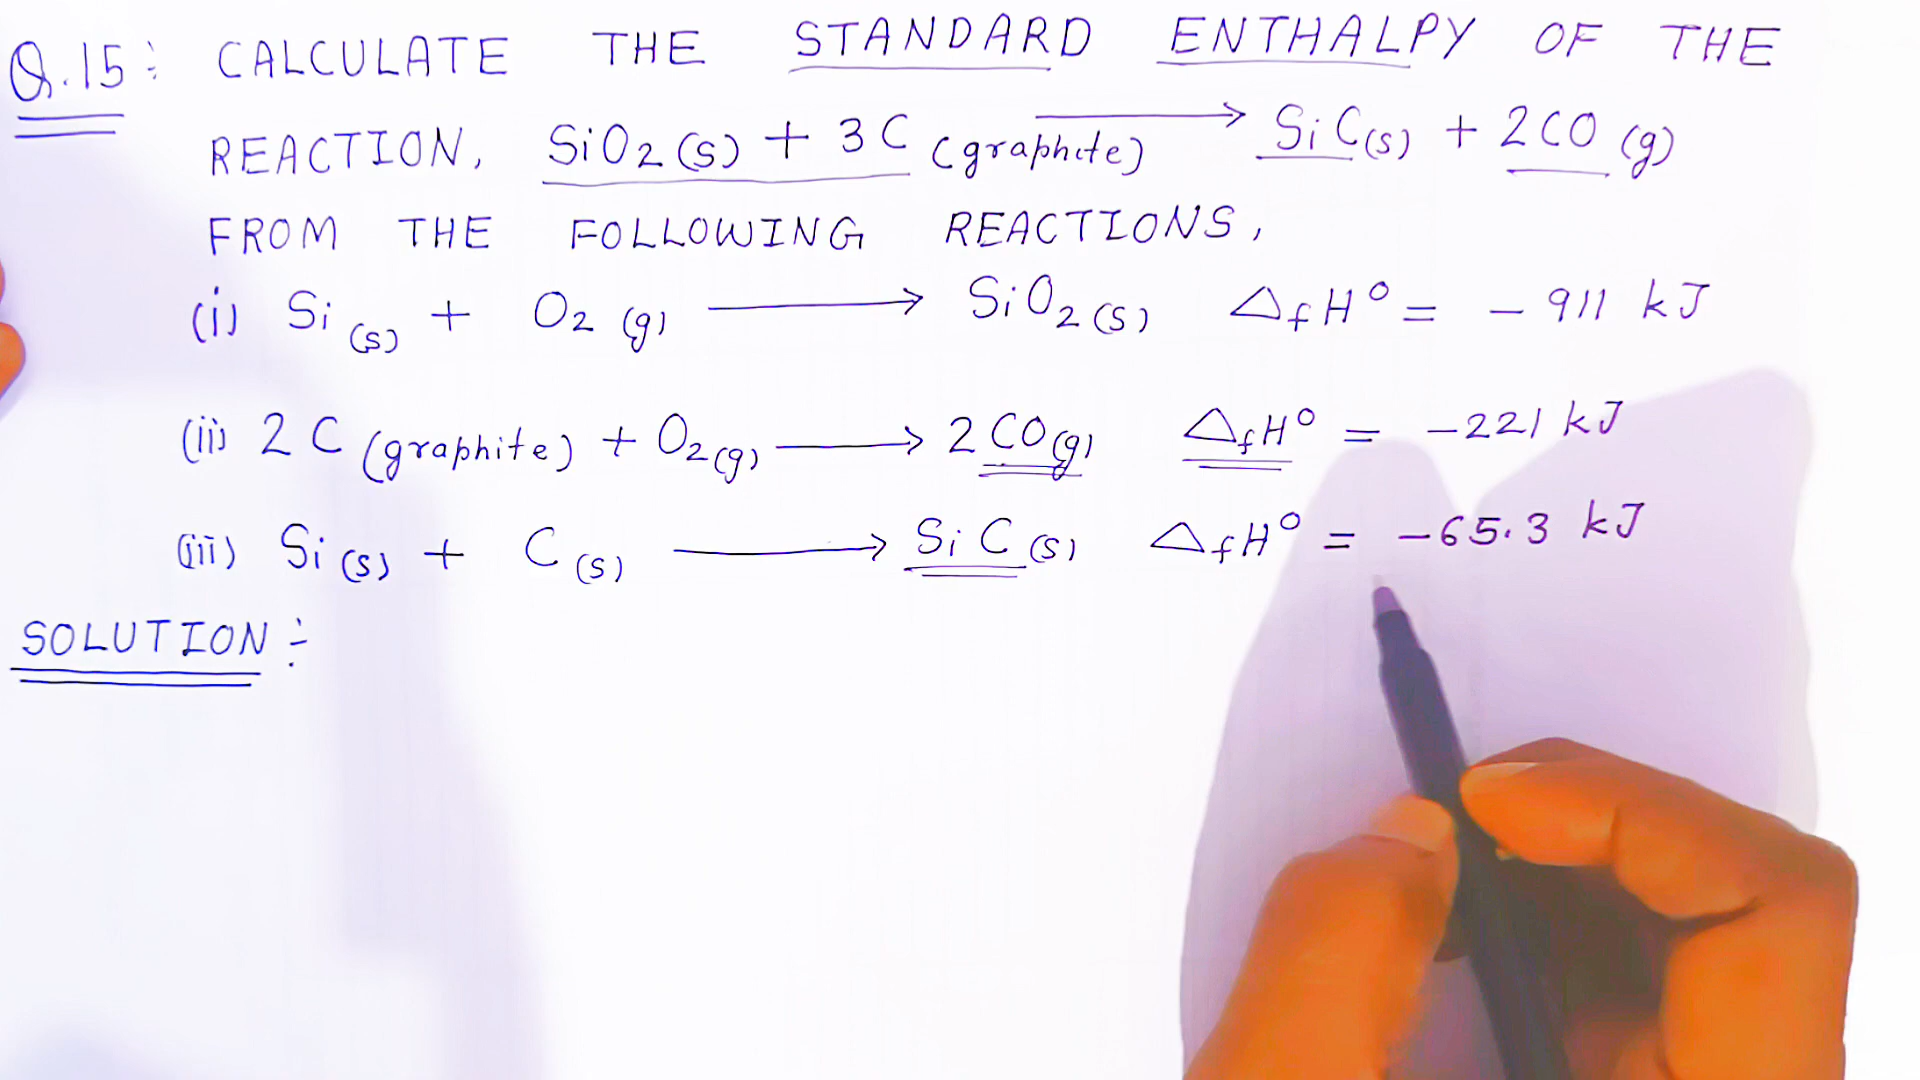 Q.15: CALCULATE THE STANDARD ENTHALPY OF THE
REACTION, SiO2(s) + 3C (graphite) → SiC(s) + 2CO (g)
FROM THE FOLLOWING REACTIONS,
(i) Si (s) + O2 (g) → SiO2(s) ΔfH° = -911 kJ
(ii) 2C (graphite) + O2(g) → 2CO(g) ΔfH° = -221 kJ
(iii) Si(s) + C(s) → SiC(s) ΔfH° = -65.3 kJ
SOLUTION:-